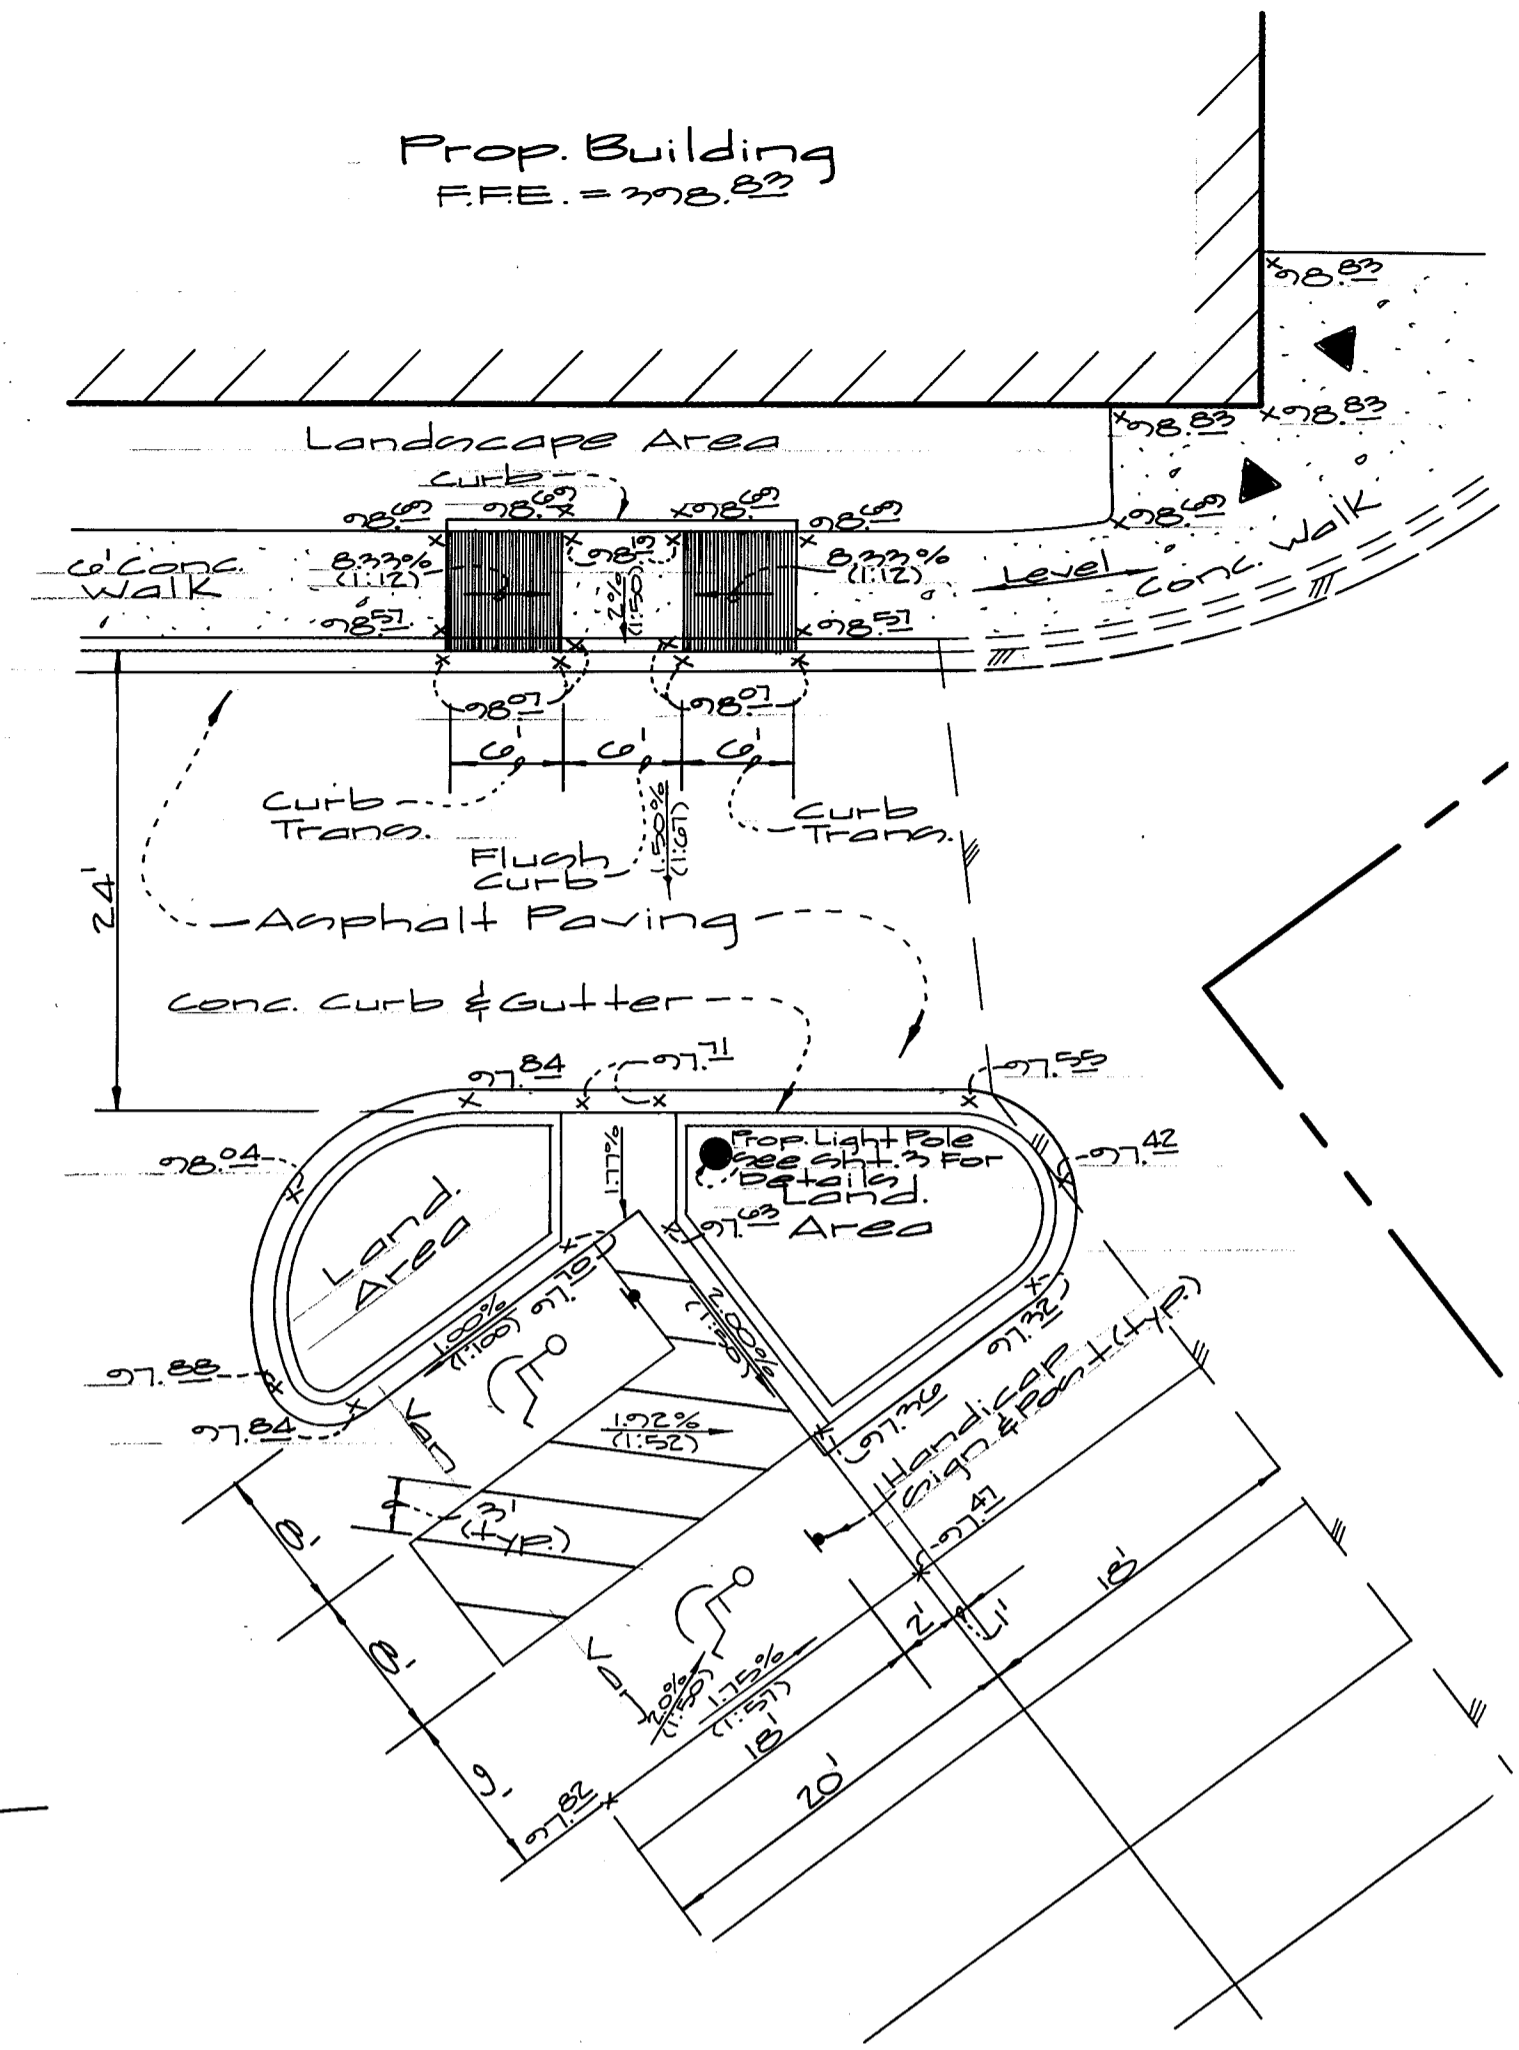 Prop. Building
F.F.E. = 398.83
98.83
98.83
98.83
Landscape Area
Curb
98.69
98.69
98.69
98.69
98.69
6' Conc.
Walk
8.33%
(1:12)
98.19
2%
(1:50)
8.33%
(1:12)
Level
Conc. Walk
98.57
98.57
98.07
98.07
6'
6'
6'
Curb
Trans.
Flush
Curb
1.50%
(1:67)
Curb
Trans.
24'
Asphalt Paving
Conc. Curb & Gutter
97.84
97.71
97.55
98.04
1.77%
Prop. Light Pole
See Sht. 3 For
Details
97.42
Land.
Area
Land.
Area
97.63
97.70
1.00%
(1:100)
2.00%
(1:50)
97.32
97.88
97.84
Van
1.92%
(1:52)
97.36
Handicap
Sign & Post (typ.)
3'
(typ.)
97.47
8'
8'
9'
Van
2.0%
(1:50)
1.75%
(1:57)
18'
2'
1'
18'
20'
97.82